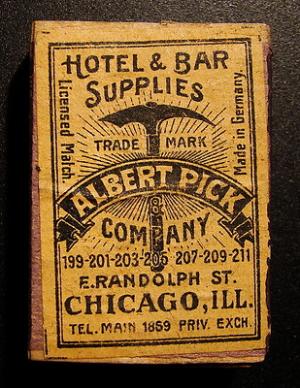 HOTEL & BAR
SUPPLIES
Licensed Match.
Made in Germany.
TRADE MARK
ALBERT PICK
COMPANY
199-201-203-205 207-209-211
E. RANDOLPH ST.
CHICAGO, ILL.
TEL. MAIN 1859 PRIV. EXCH.